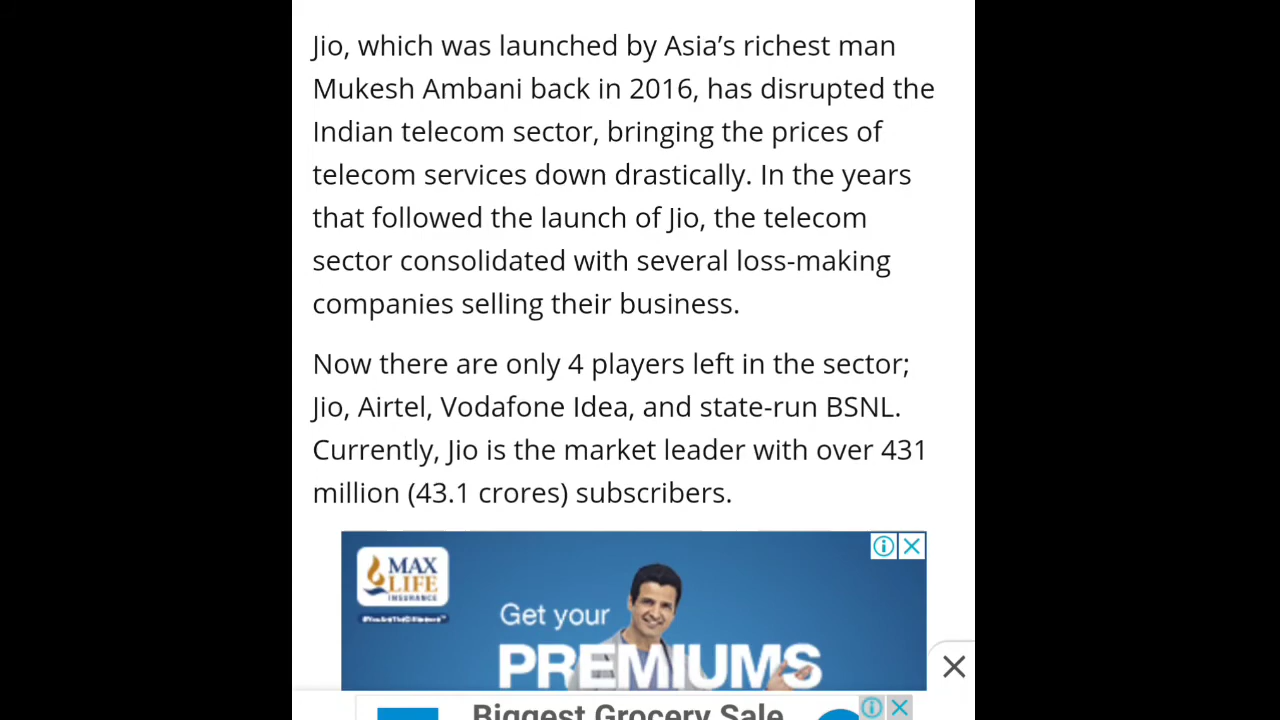 Jio, which was launched by Asia’s richest man
Mukesh Ambani back in 2016, has disrupted the
Indian telecom sector, bringing the prices of
telecom services down drastically. In the years
that followed the launch of Jio, the telecom
sector consolidated with several loss-making
companies selling their business.
Now there are only 4 players left in the sector;
Jio, Airtel, Vodafone Idea, and state-run BSNL.
Currently, Jio is the market leader with over 431
million (43.1 crores) subscribers.
MAX
LIFE
INSURANCE
Get your
PREMIUMS
Biggest Grocery Sale